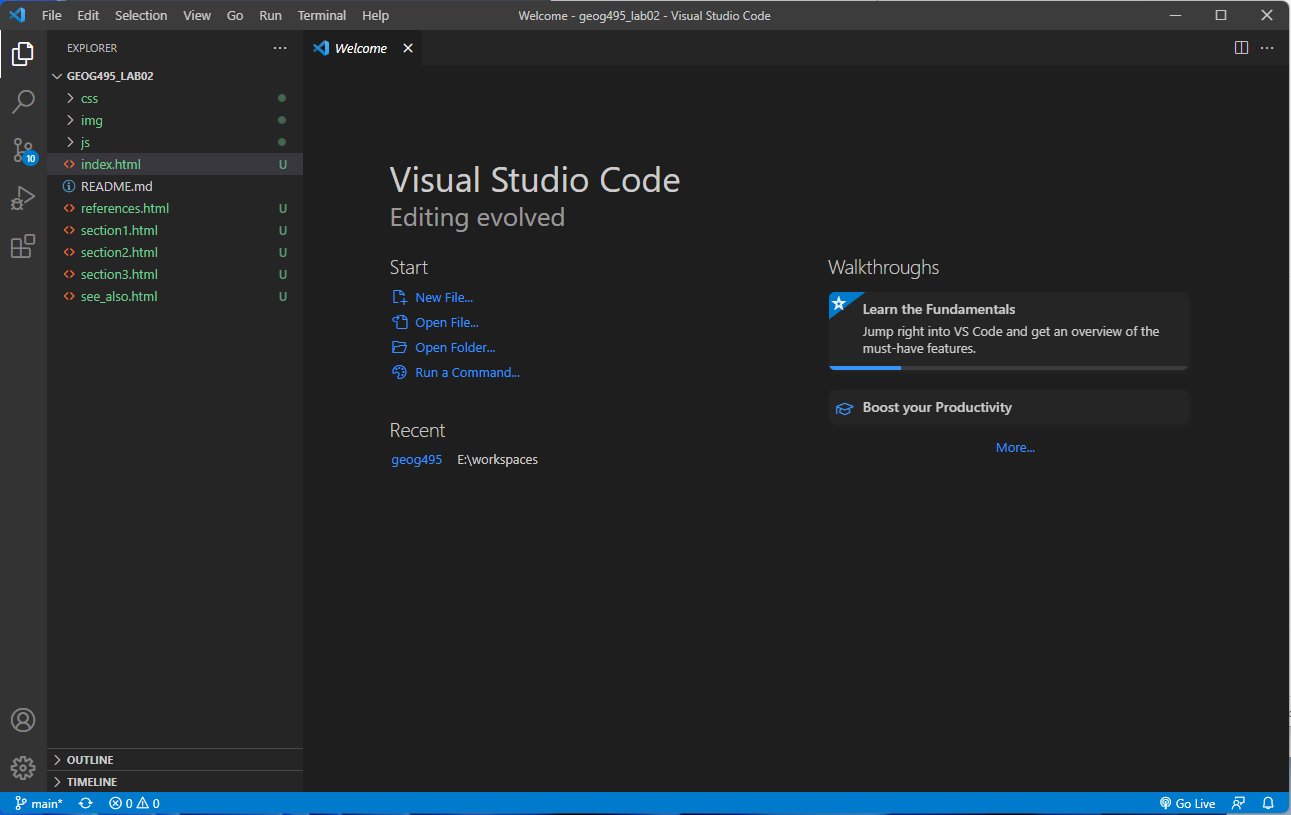 File Edit Selection View Go Run Terminal Help Welcome - geog495_lab02 - Visual Studio Code
EXPLORER
Welcome
GEOG495_LAB02
css
img
js
index.html U
README.md
references.html U
section1.html U
section2.html U
section3.html U
see_also.html U
10
OUTLINE
TIMELINE
Visual Studio Code
Editing evolved
Start
New File...
Open File...
Open Folder...
Run a Command...
Recent
geog495 E:\workspaces
Walkthroughs
Learn the Fundamentals
Jump right into VS Code and get an overview of the
must-have features.
Boost your Productivity
More...
main* 0 0 Go Live